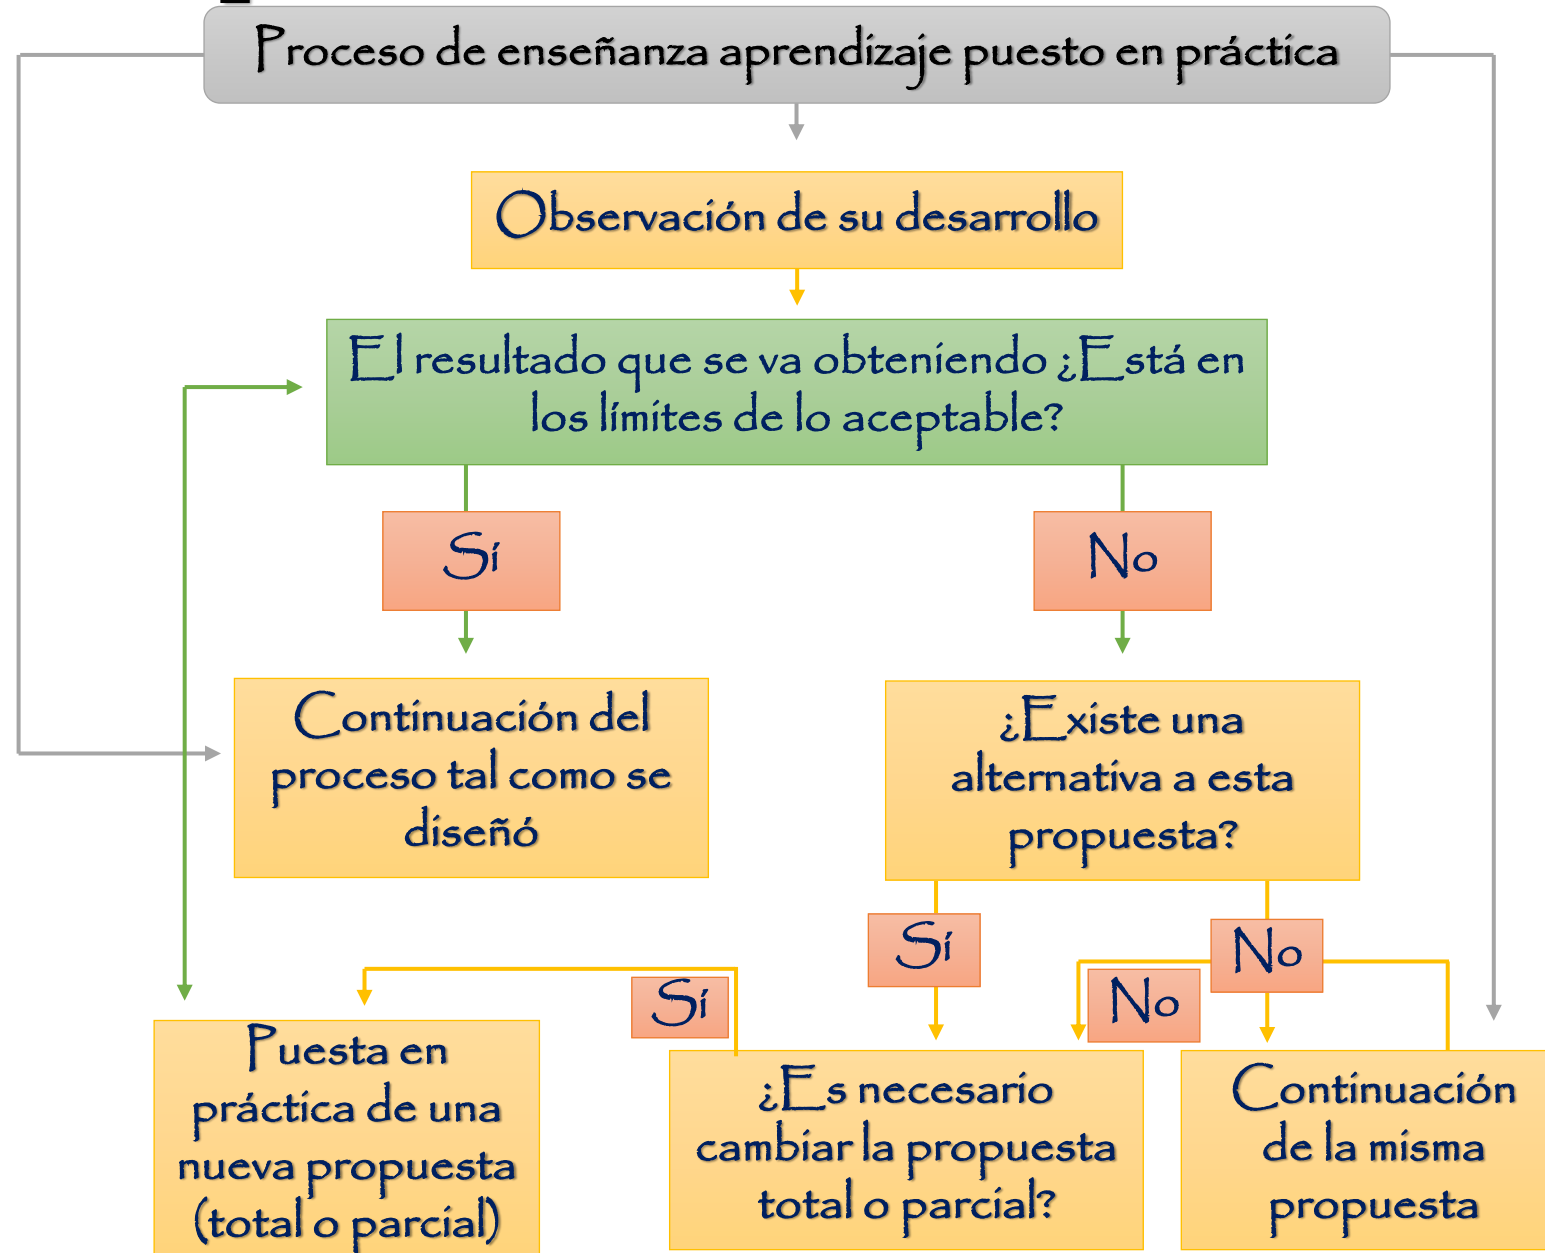 Proceso de enseñanza aprendizaje puesto en práctica
Observación de su desarrollo
El resultado que se va obteniendo ¿Está en
los límites de lo aceptable?
Sí
No
Continuación del
proceso tal como se
diseñó
¿Existe una
alternativa a esta
propuesta?
Sí
No
Sí
No
Puesta en
práctica de una
nueva propuesta
(total o parcial)
¿Es necesario
cambiar la propuesta
total o parcial?
Continuación
de la misma
propuesta